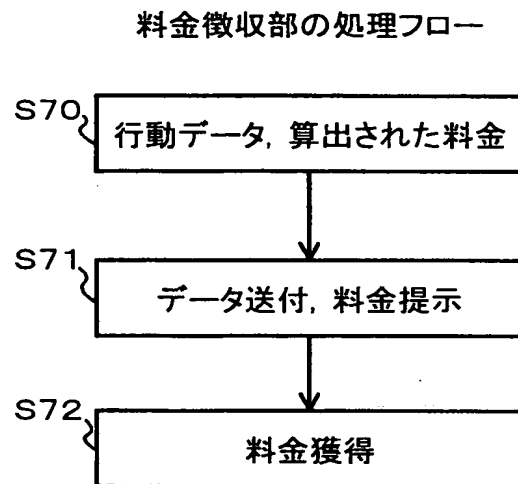 料金徴収部の処理フロー
S70
行動データ, 算出された料金
S71
データ送付, 料金提示
S72
料金獲得